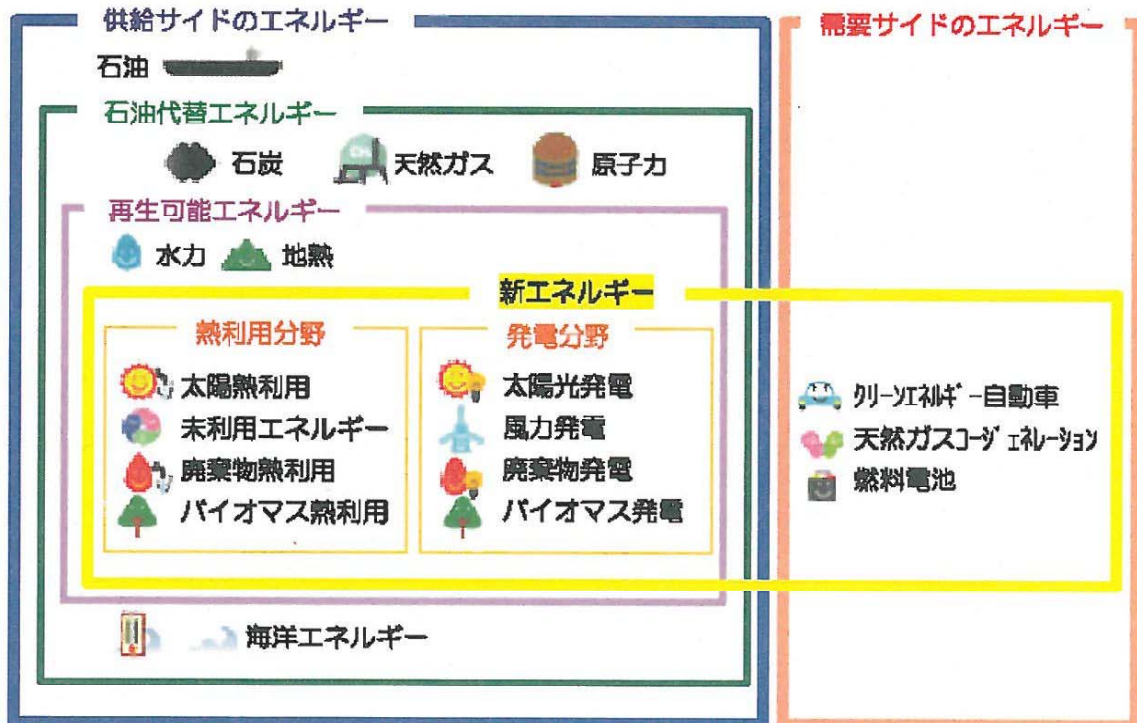 供給サイドのエネルギー
需要サイドのエネルギー
石油
石油代替エネルギー
石炭
天然ガス
原子力
再生可能エネルギー
水力
地熱
新エネルギー
熱利用分野
太陽熱利用
未利用エネルギー
廃棄物熱利用
バイオマス熱利用
発電分野
太陽光発電
風力発電
廃棄物発電
バイオマス発電
クリーンエネルギー自動車
天然ガスコージェネレーション
燃料電池
海洋エネルギー